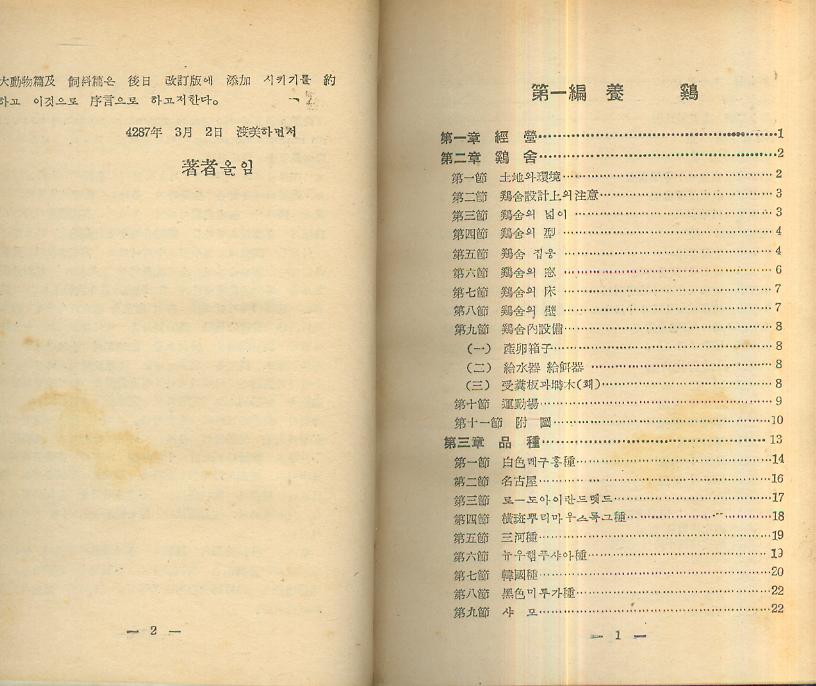 大動物篇及 飼料篇은 後日 改訂版에 添加 시키기를 約
하고 이것으로 序言으로 하고저한다。
4287年 3月 2日 渡美하면서
著者올임
— 2 —
第一編 養 鷄
第一章 經 營…………1
第二章 鷄 舍…………2
第一節 土地와環境…………2
第二節 鷄舍設計上의注意…………3
第三節 鷄舍의 넓이…………3
第四節 鷄舍의 型…………4
第五節 鷄舍 집웅…………4
第六節 鷄舍의 窓…………6
第七節 鷄舍의 床…………7
第八節 鷄舍의 壁…………7
第九節 鷄舍內設備…………8
(一) 產卵箱子…………8
(二) 給水器 給餌器…………8
(三) 受糞板과塒木(홰)…………8
第十節 運動場…………9
第十一節 附 圖…………10
第三章 品 種…………13
第一節 白色레구홍種…………14
第二節 名古屋…………16
第三節 로ー도아이란드렛드…………17
第四節 橫斑뿌리마우스록그種…………18
第五節 三河種…………19
第六節 뉴우햄푸샤아種…………19
第七節 韓國種…………20
第八節 黑色미루가種…………22
第九節 샤 모…………22
— 1 —